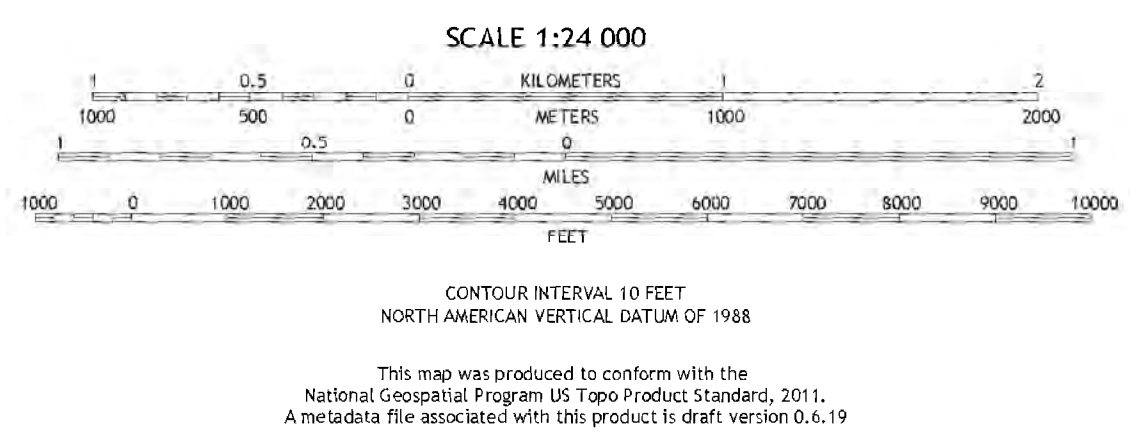 SCALE 1:24 000
1 0.5 0 KILOMETERS 1 2
1000 500 0 METERS 1000 2000
1 0.5 0 1
MILES
1000 0 1000 2000 3000 4000 5000 6000 7000 8000 9000 10000
FEET
CONTOUR INTERVAL 10 FEET
NORTH AMERICAN VERTICAL DATUM OF 1988
This map was produced to conform with the
National Geospatial Program US Topo Product Standard, 2011.
A metadata file associated with this product is draft version 0.6.19